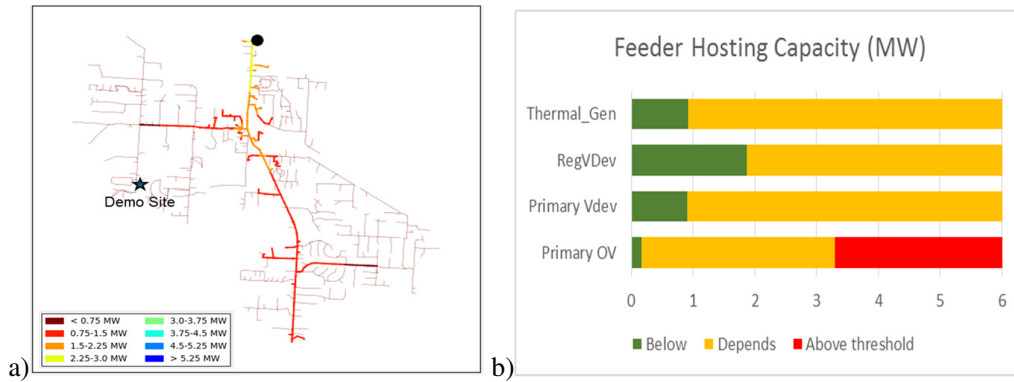 Demo Site
< 0.75 MW
0.75-1.5 MW
1.5-2.25 MW
2.25-3.0 MW
3.0-3.75 MW
3.75-4.5 MW
4.5-5.25 MW
> 5.25 MW
a)
Feeder Hosting Capacity (MW)
Thermal_Gen
RegVDev
Primary Vdev
Primary OV
0 1 2 3 4 5 6
Below Depends Above threshold
b)